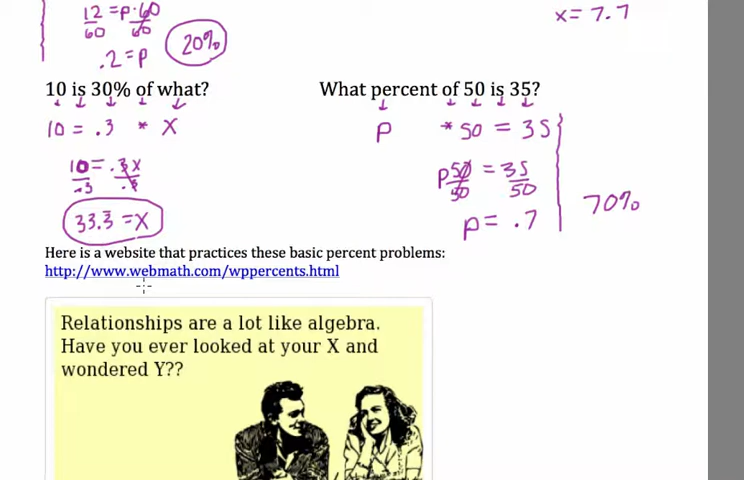 12 = p·60
60 60
.2 = p 20%
x = 7.7
10 is 30% of what?
10 = .3 * X
10 = .3x
.3 .3
33.3̅ = X
What percent of 50 is 35?
P * 50 = 35
p50 = 35
50 50
p = .7
70%
Here is a website that practices these basic percent problems:
http://www.webmath.com/wppercents.html
Relationships are a lot like algebra.
Have you ever looked at your X and
wondered Y??